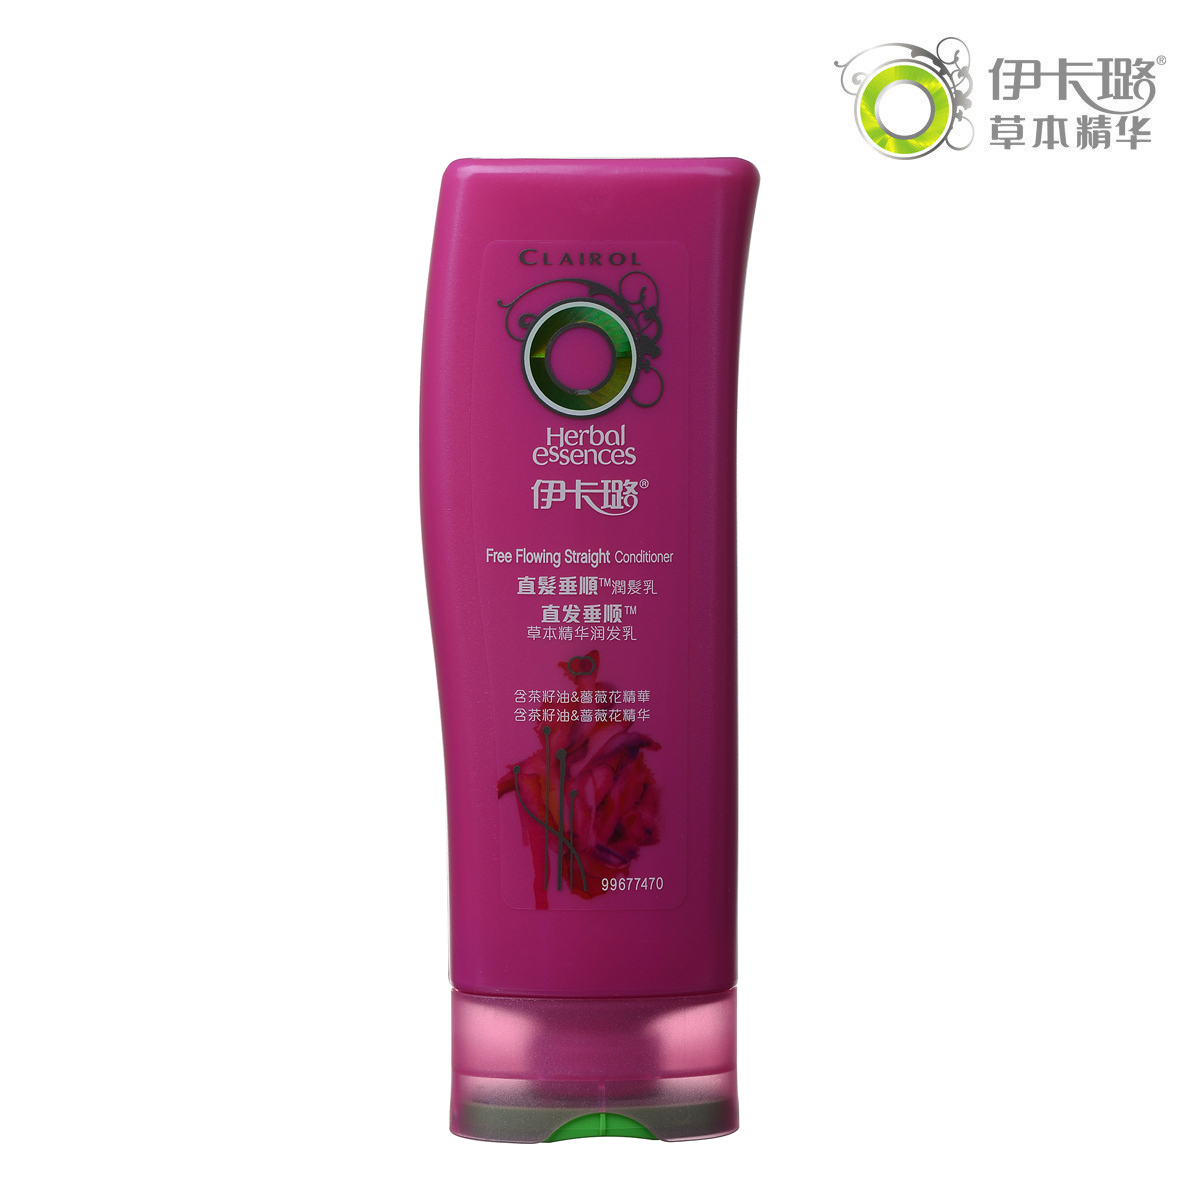 伊卡璐®
草本精华
CLAIROL
Herbal
essences
伊卡璐®
Free Flowing Straight Conditioner
直髮垂順™潤髮乳
直发垂顺™
草本精华润发乳
含茶籽油&薔薇花精華
含茶籽油&蔷薇花精华
99677470